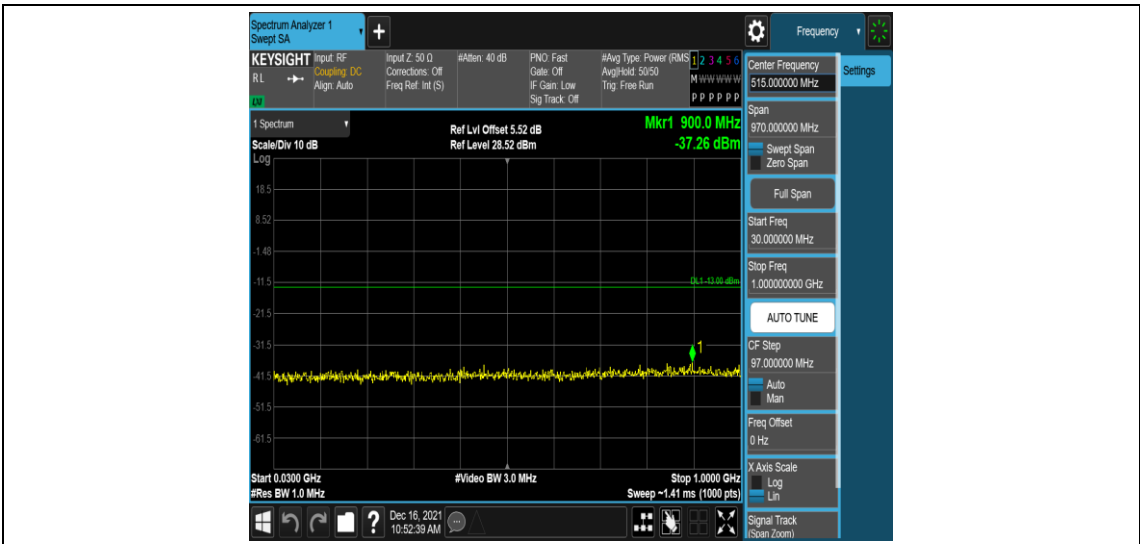 Spectrum Analyzer 1
Swept SA
Frequency
KEYSIGHT
RL
LXI
Input: RF
Coupling: DC
Align: Auto
Input Z: 50 Ω
Corrections: Off
Freq Ref: Int (S)
#Atten: 40 dB
PNO: Fast
Gate: Off
IF Gain: Low
Sig Track: Off
#Avg Type: Power (RMS
Avg|Hold: 50/50
Trig: Free Run
1 2 3 4 5 6
M W W W W W
P P P P P P
1 Spectrum
Scale/Div 10 dB
Log
Ref Lvl Offset 5.52 dB
Ref Level 28.52 dBm
Mkr1 900.0 MHz
-37.26 dBm
18.5
8.52
-1.48
-11.5
DL1 -13.00 dBm
-21.5
-31.5
1
-41.5
-51.5
-61.5
Start 0.0300 GHz
#Res BW 1.0 MHz
#Video BW 3.0 MHz
Stop 1.0000 GHz
Sweep ~1.41 ms (1000 pts)
?
Dec 16, 2021
10:52:39 AM
Center Frequency
515.000000 MHz
Settings
Span
970.000000 MHz
Swept Span
Zero Span
Full Span
Start Freq
30.000000 MHz
Stop Freq
1.000000000 GHz
AUTO TUNE
CF Step
97.000000 MHz
Auto
Man
Freq Offset
0 Hz
X Axis Scale
Log
Lin
Signal Track
(Span Zoom)